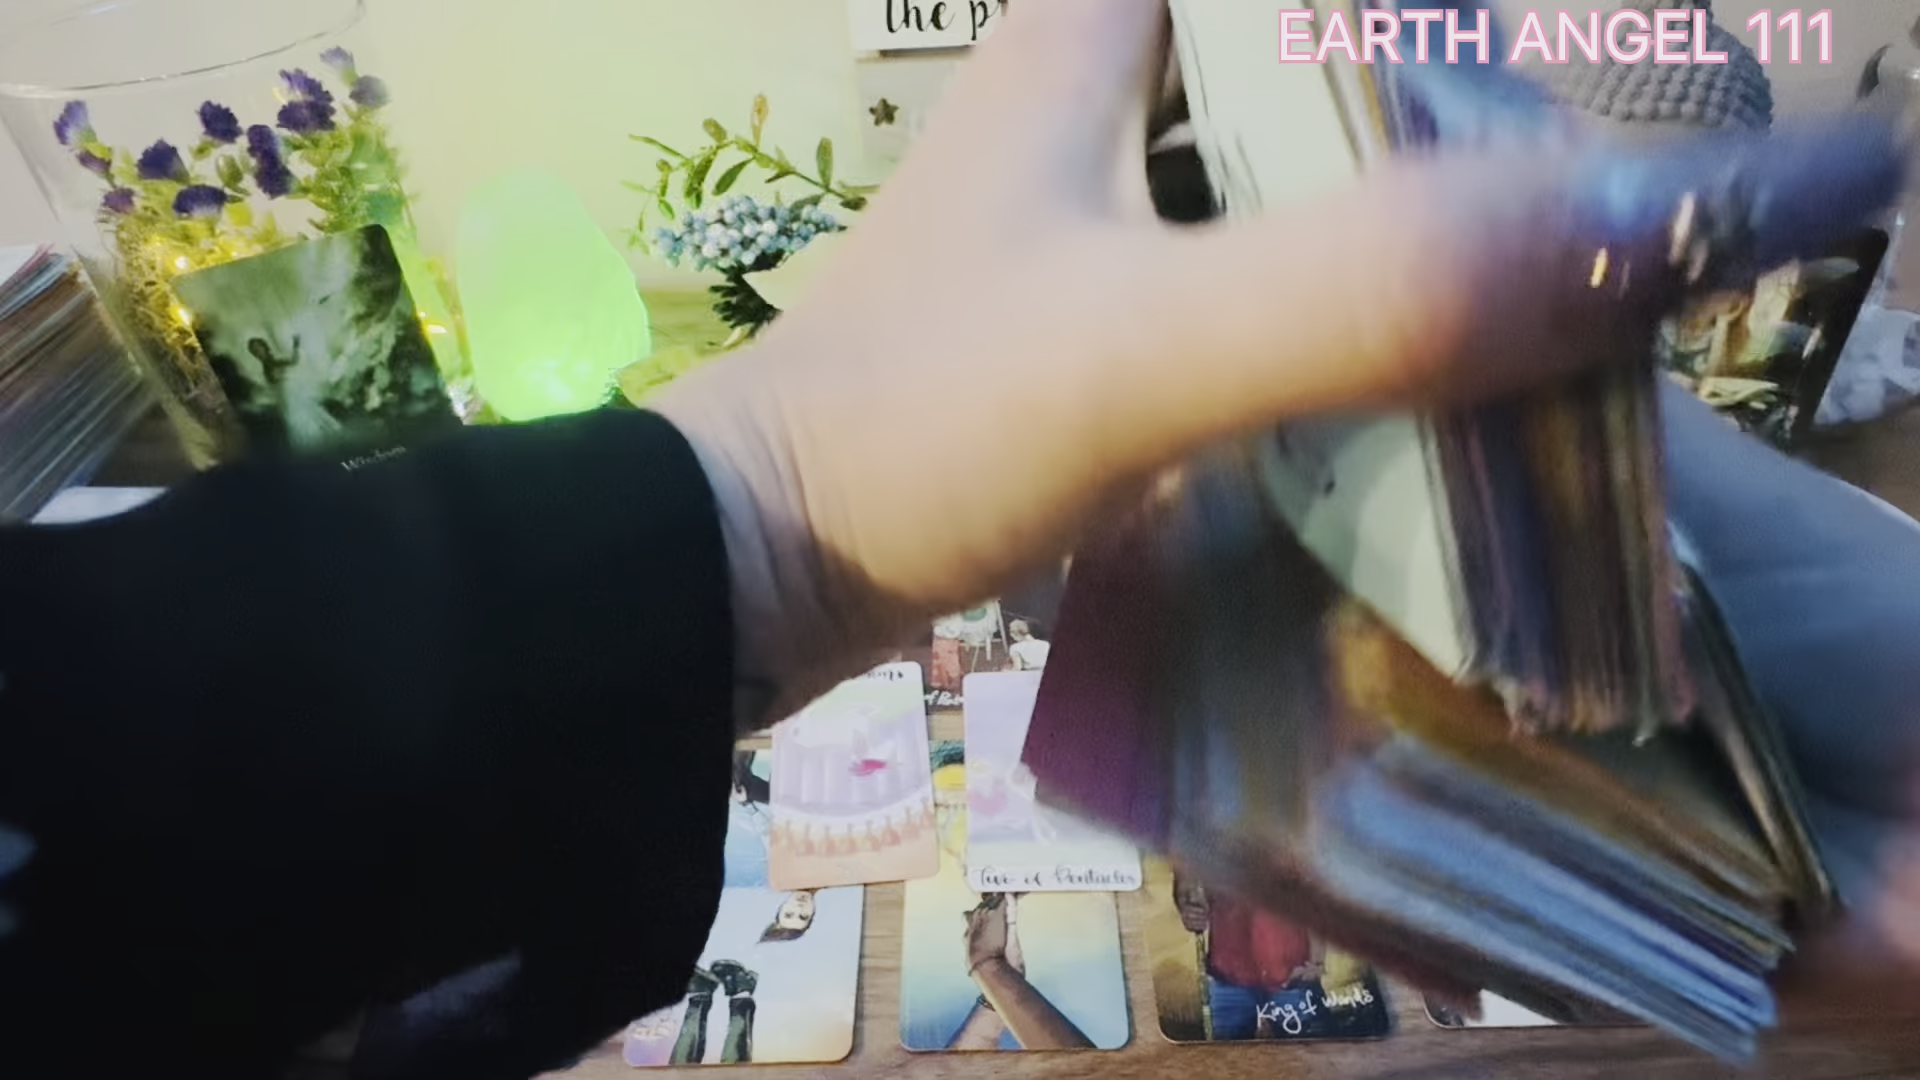 the p
EARTH ANGEL 111
Wisdom
Two of Pentacles
King of Wands